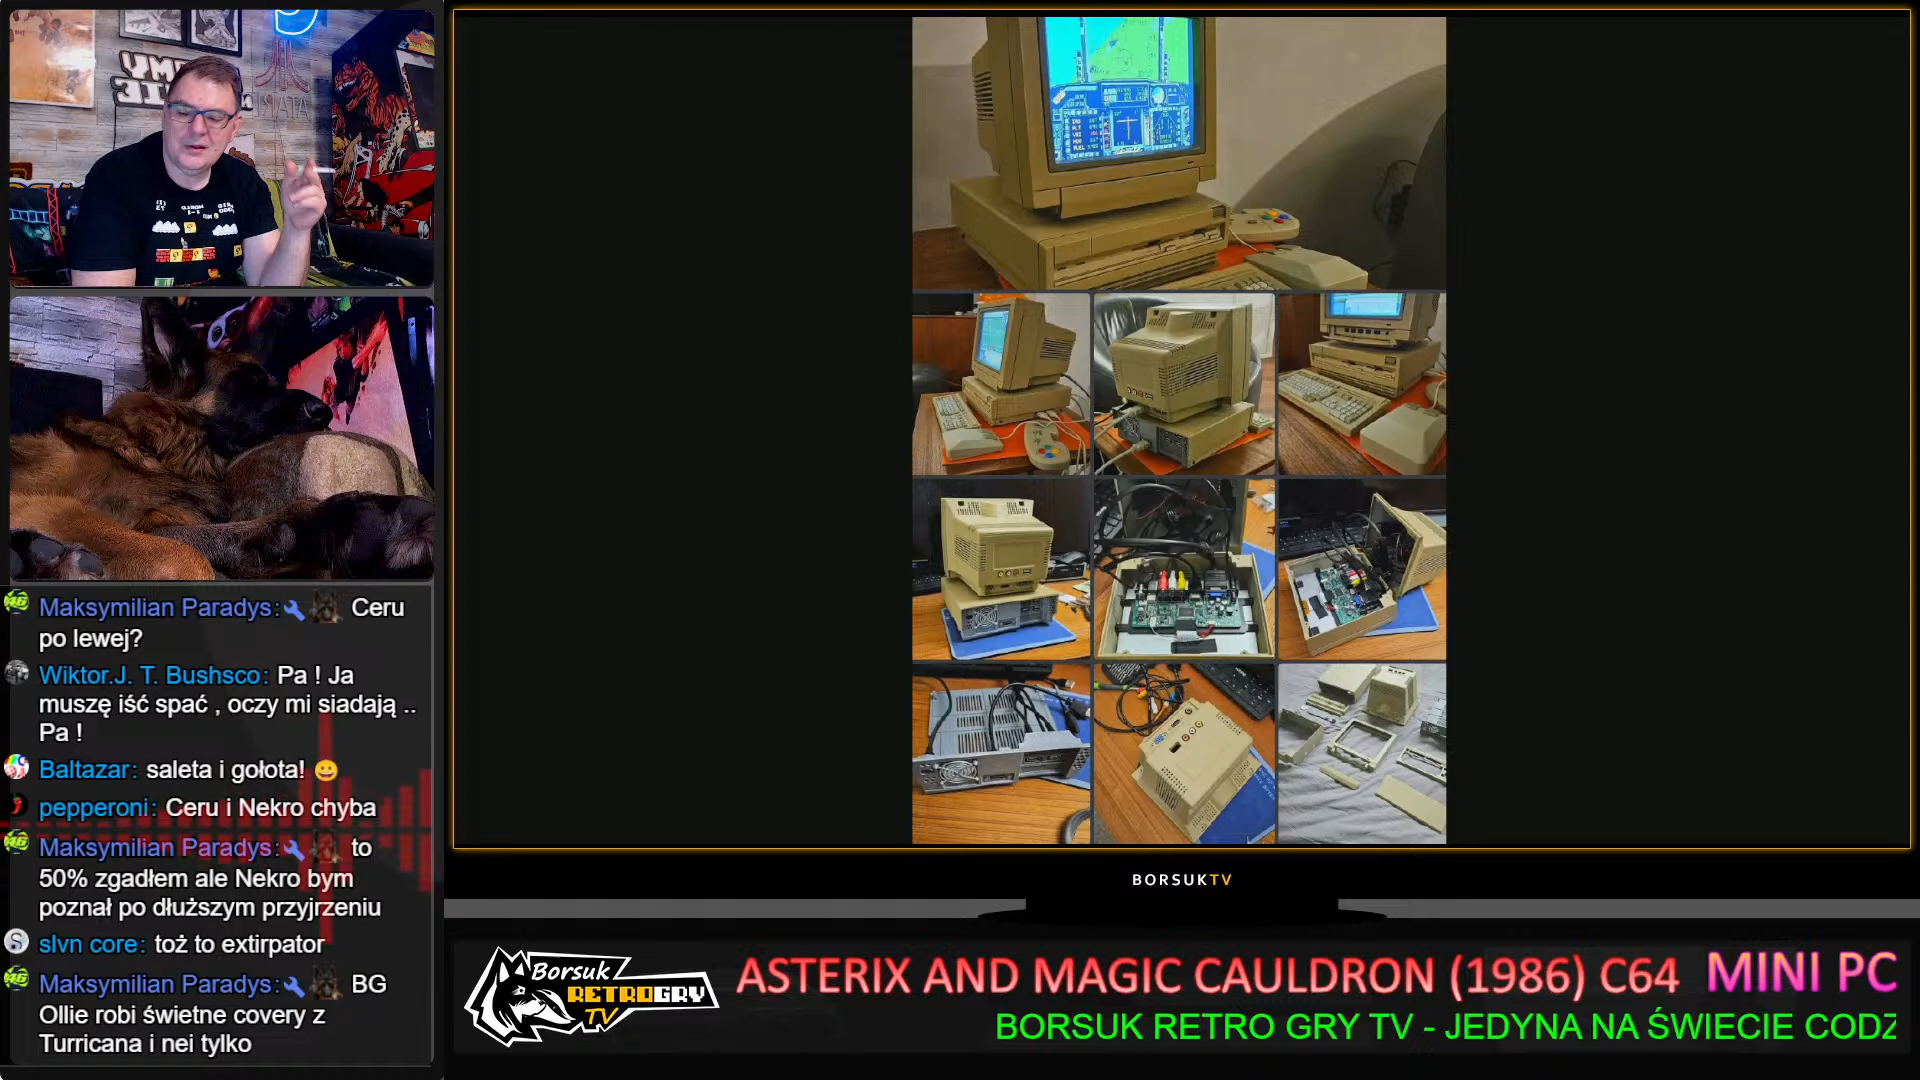 Maksymilian Paradys: Ceru
po lewej?
Wiktor.J. T. Bushsco: Pa ! Ja
muszę iść spać , oczy mi siadają ..
Pa !
Baltazar: saleta i gołota! 😀
pepperoni: Ceru i Nekro chyba
Maksymilian Paradys: to
50% zgadłem ale Nekro bym
poznał po dłuższym przyjrzeniu
slvn core: toż to extirpator
Maksymilian Paradys: BG
Ollie robi świetne covery z
Turricana i nei tylko
BORSUKTV
Borsuk
RETROGRY
TV
ASTERIX AND MAGIC CAULDRON (1986) C64 MINI PC
BORSUK RETRO GRY TV - JEDYNA NA ŚWIECIE CODZ